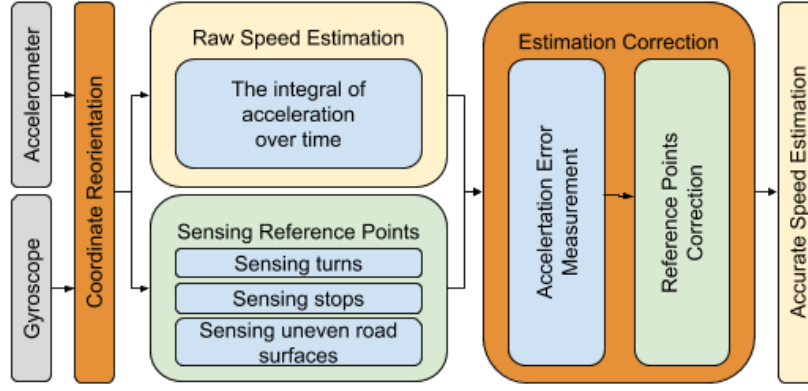 Accelerometer
Gyroscope
Coordinate Reorientation
Raw Speed Estimation
The integral of
acceleration
over time
Sensing Reference Points
Sensing turns
Sensing stops
Sensing uneven road
surfaces
Estimation Correction
Accelertation Error
Measurement
Reference Points
Correction
Accurate Speed Estimation